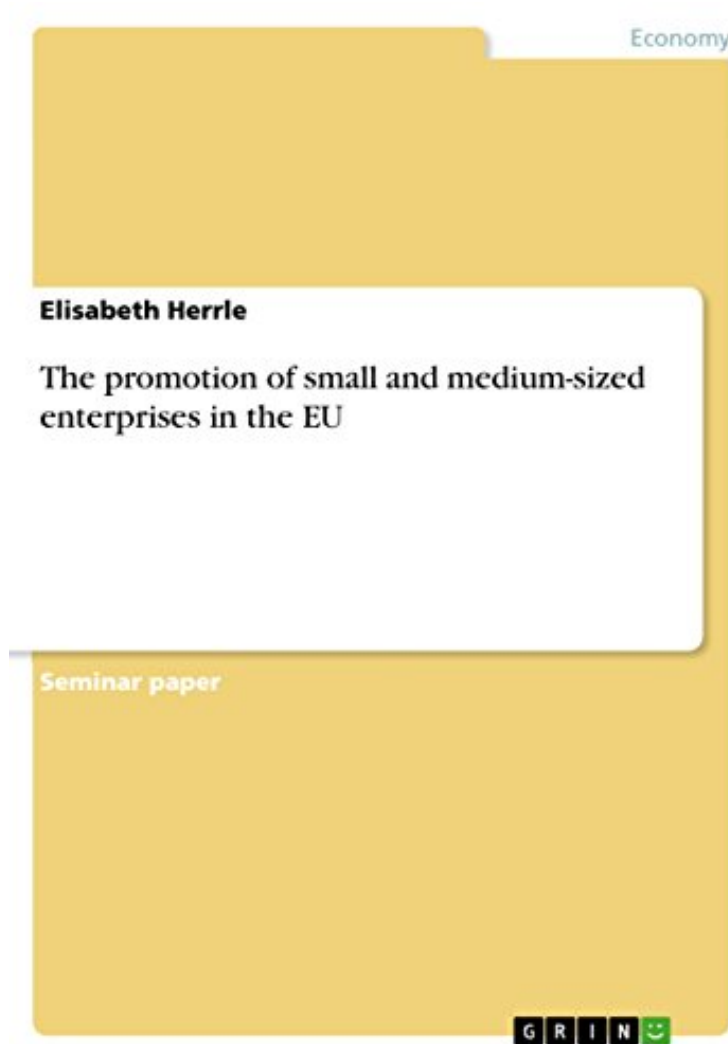 Economy
Elisabeth Herrle
The promotion of small and medium-sized
enterprises in the EU
Seminar paper
GRIN